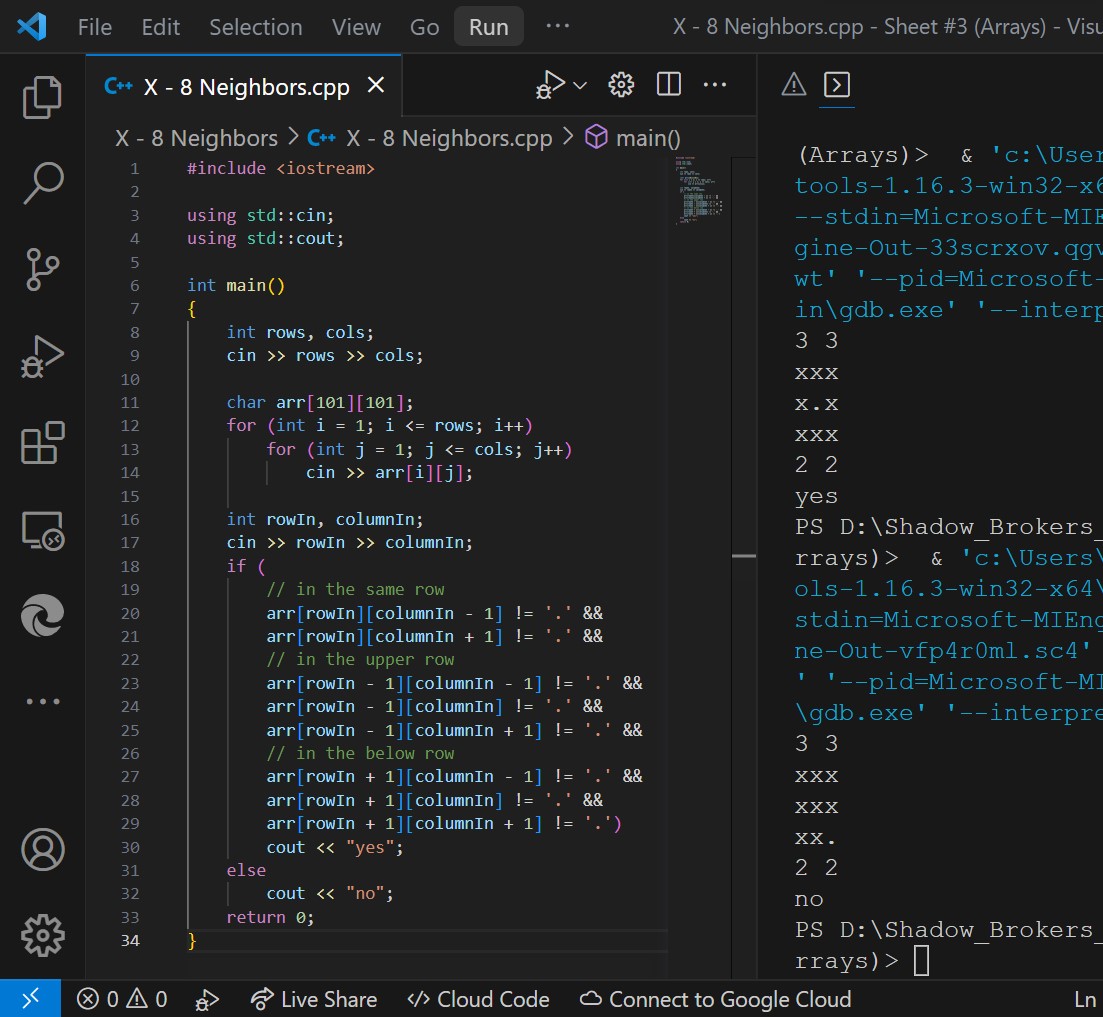 File Edit Selection View Go Run ··· X - 8 Neighbors.cpp - Sheet #3 (Arrays) - Visu
C++ X - 8 Neighbors.cpp
X - 8 Neighbors > C++ X - 8 Neighbors.cpp > main()
1 #include <iostream>
2
3 using std::cin;
4 using std::cout;
5
6 int main()
7 {
8 int rows, cols;
9 cin >> rows >> cols;
10
11 char arr[101][101];
12 for (int i = 1; i <= rows; i++)
13 for (int j = 1; j <= cols; j++)
14 cin >> arr[i][j];
15
16 int rowIn, columnIn;
17 cin >> rowIn >> columnIn;
18 if (
19 // in the same row
20 arr[rowIn][columnIn - 1] != '.' &&
21 arr[rowIn][columnIn + 1] != '.' &&
22 // in the upper row
23 arr[rowIn - 1][columnIn - 1] != '.' &&
24 arr[rowIn - 1][columnIn] != '.' &&
25 arr[rowIn - 1][columnIn + 1] != '.' &&
26 // in the below row
27 arr[rowIn + 1][columnIn - 1] != '.' &&
28 arr[rowIn + 1][columnIn] != '.' &&
29 arr[rowIn + 1][columnIn + 1] != '.')
30 cout << "yes";
31 else
32 cout << "no";
33 return 0;
34 }
(Arrays)> & 'c:\User
tools-1.16.3-win32-x6
--stdin=Microsoft-MIE
gine-Out-33scrxov.qgv
wt' '--pid=Microsoft-
in\gdb.exe' '--interp
3 3
xxx
x.x
xxx
2 2
yes
PS D:\Shadow_Brokers_
rrays)> & 'c:\Users\
ols-1.16.3-win32-x64\
stdin=Microsoft-MIEng
ne-Out-vfp4r0ml.sc4'
' '--pid=Microsoft-MI
\gdb.exe' '--interpre
3 3
xxx
xxx
xx.
2 2
no
PS D:\Shadow_Brokers_
rrays)>
0 0 Live Share Cloud Code Connect to Google Cloud Ln